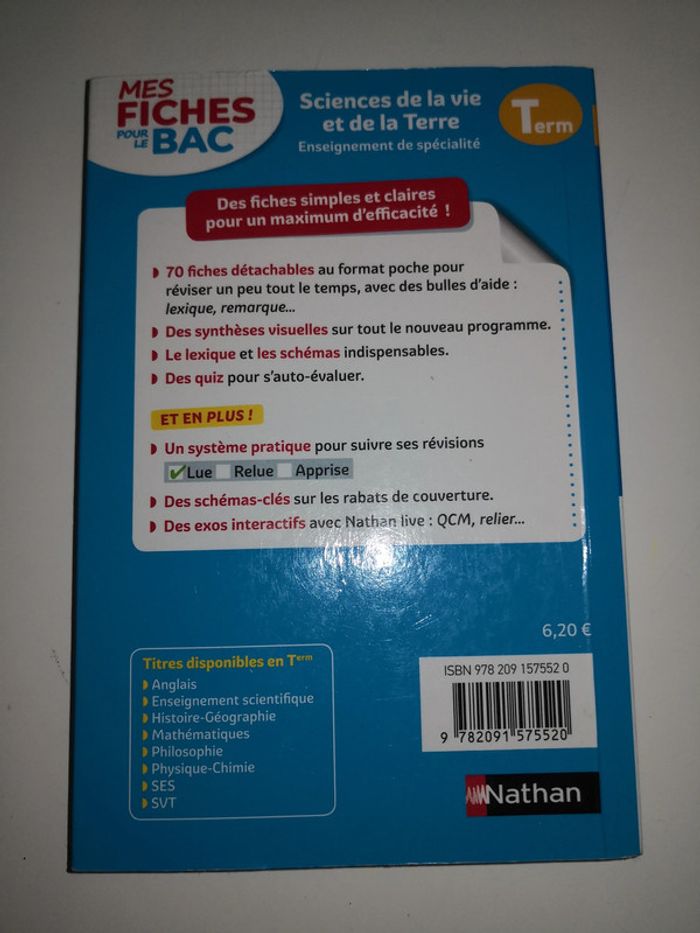 MES
FICHES
POUR LE
BAC
Sciences de la vie
et de la Terre
Enseignement de spécialité
Term
Des fiches simples et claires
pour un maximum d'efficacité !
70 fiches détachables au format poche pour
réviser un peu tout le temps, avec des bulles d'aide :
lexique, remarque...
Des synthèses visuelles sur tout le nouveau programme.
Le lexique et les schémas indispensables.
Des quiz pour s'auto-évaluer.
ET EN PLUS !
Un système pratique pour suivre ses révisions
Lue Relue Apprise
Des schémas-clés sur les rabats de couverture.
Des exos interactifs avec Nathan live : QCM, relier...
6,20 €
Titres disponibles en Term
Anglais
Enseignement scientifique
Histoire-Géographie
Mathématiques
Philosophie
Physique-Chimie
SES
SVT
ISBN 978 209 157552 0
9 782091 575520
Nathan